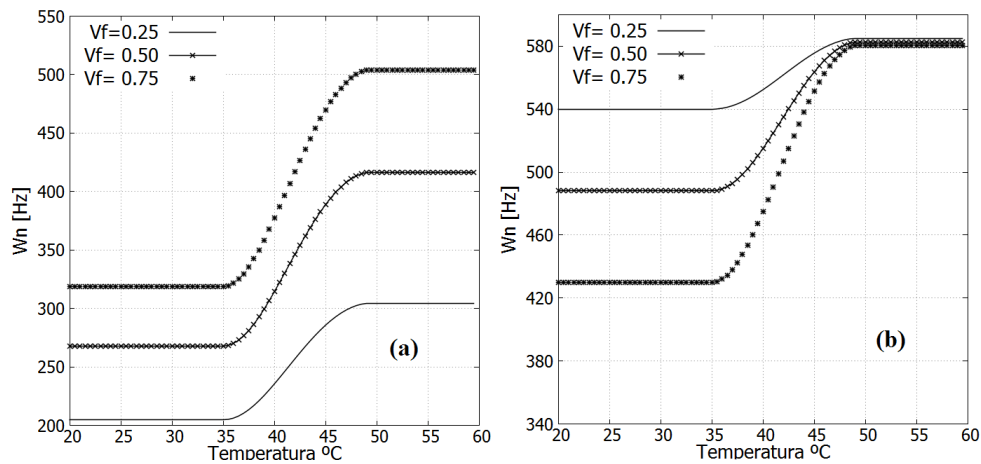 550
500
450
400
350
300
250
200
Wn [Hz]
Vf=0.25
Vf= 0.50
Vf= 0.75
(a)
20 25 30 35 40 45 50 55 60
Temperatura ºC
580
540
500
460
420
380
340
Wn [Hz]
Vf= 0.25
Vf= 0.50
Vf= 0.75
(b)
20 25 30 35 40 45 50 55 60
Temperatura ºC